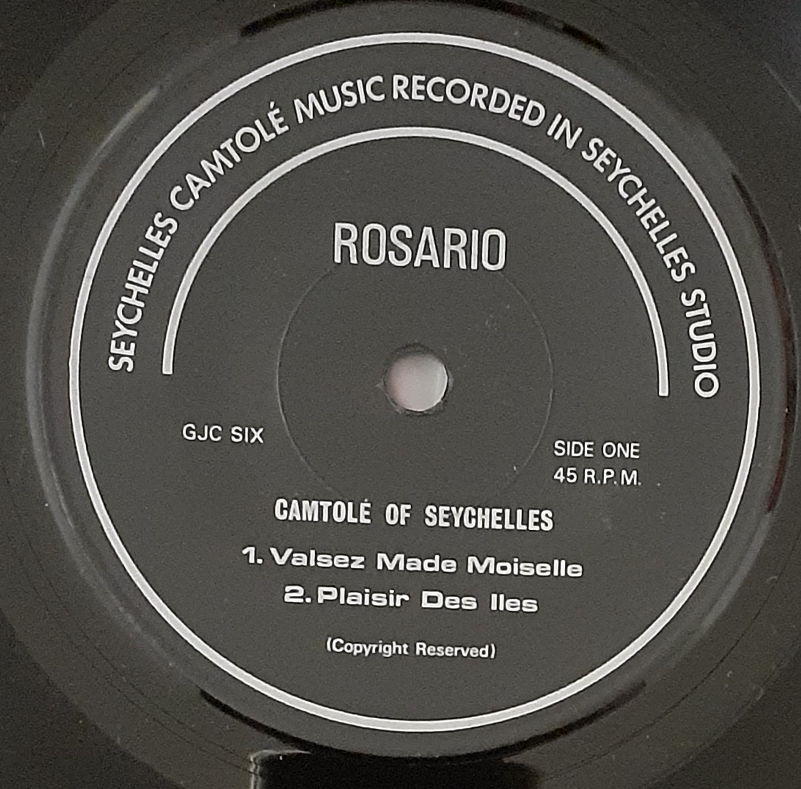 SEYCHELLES CAMTOLÉ MUSIC RECORDED IN SEYCHELLES STUDIO
ROSARIO
GJC SIX
SIDE ONE
45 R.P.M.
CAMTOLÉ OF SEYCHELLES
1. Valsez Made Moiselle
2. Plaisir Des Iles
(Copyright Reserved)